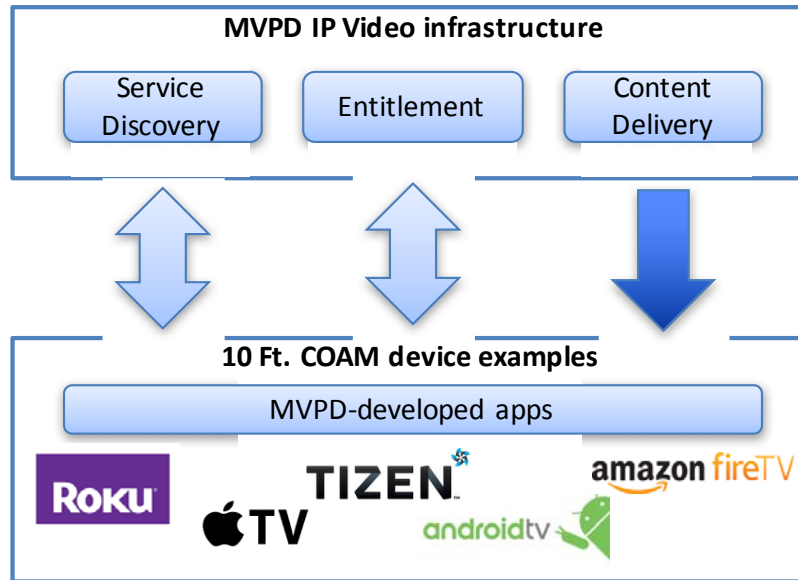 MVPD IP Video infrastructure
Service
Discovery
Entitlement
Content
Delivery
10 Ft. COAM device examples
MVPD-developed apps
ROKU
TV
TIZEN™
androidtv
amazon fireTV